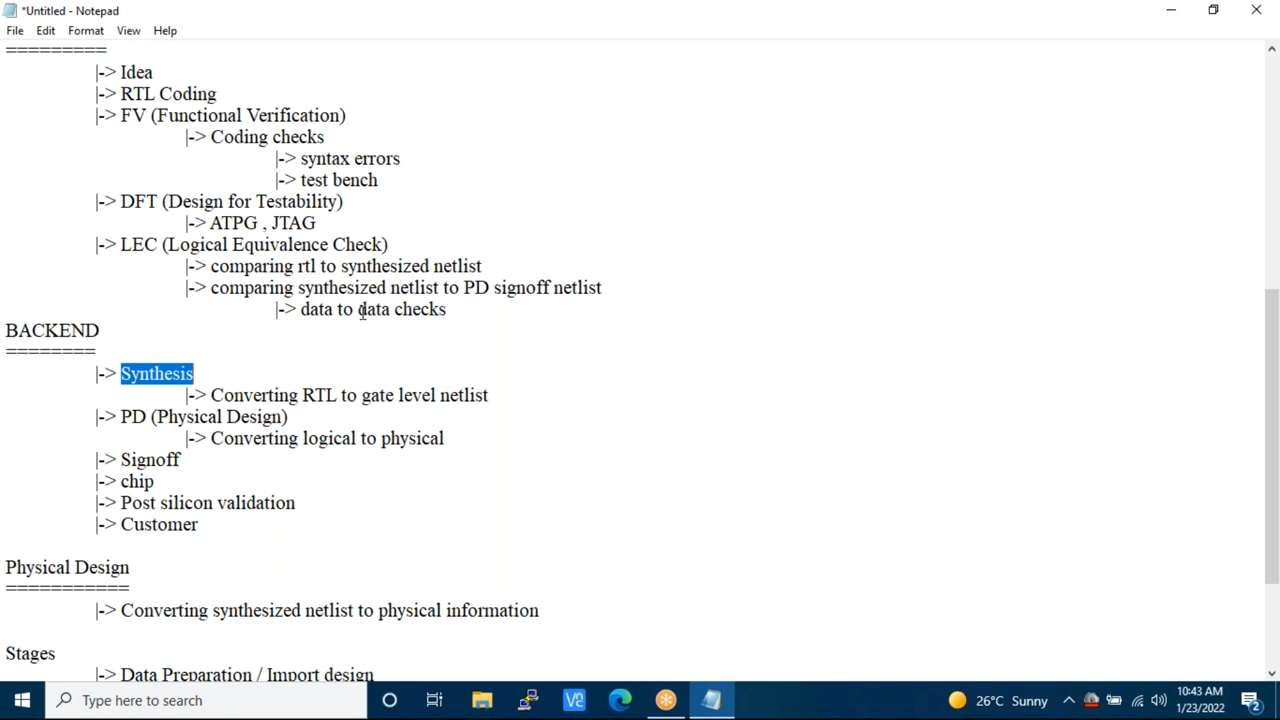 *Untitled - Notepad
File Edit Format View Help
=========
|-> Idea
|-> RTL Coding
|-> FV (Functional Verification)
|-> Coding checks
|-> syntax errors
|-> test bench
|-> DFT (Design for Testability)
|-> ATPG , JTAG
|-> LEC (Logical Equivalence Check)
|-> comparing rtl to synthesized netlist
|-> comparing synthesized netlist to PD signoff netlist
|-> data to data checks
BACKEND
========
|-> Synthesis
|-> Converting RTL to gate level netlist
|-> PD (Physical Design)
|-> Converting logical to physical
|-> Signoff
|-> chip
|-> Post silicon validation
|-> Customer
Physical Design
===========
|-> Converting synthesized netlist to physical information
Stages
|-> Data Preparation / Import design
Type here to search
26°C Sunny
10:43 AM
1/23/2022
2